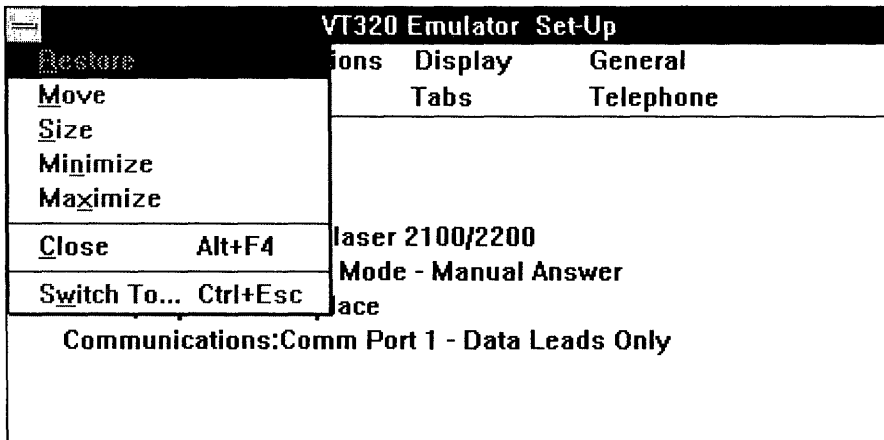 VT320 Emulator Set-Up
Restore ions Display General
Move Tabs Telephone
Size
Minimize
Maximize
Close Alt+F4 laser 2100/2200
Mode - Manual Answer
Switch To... Ctrl+Esc lace
Communications:Comm Port 1 - Data Leads Only